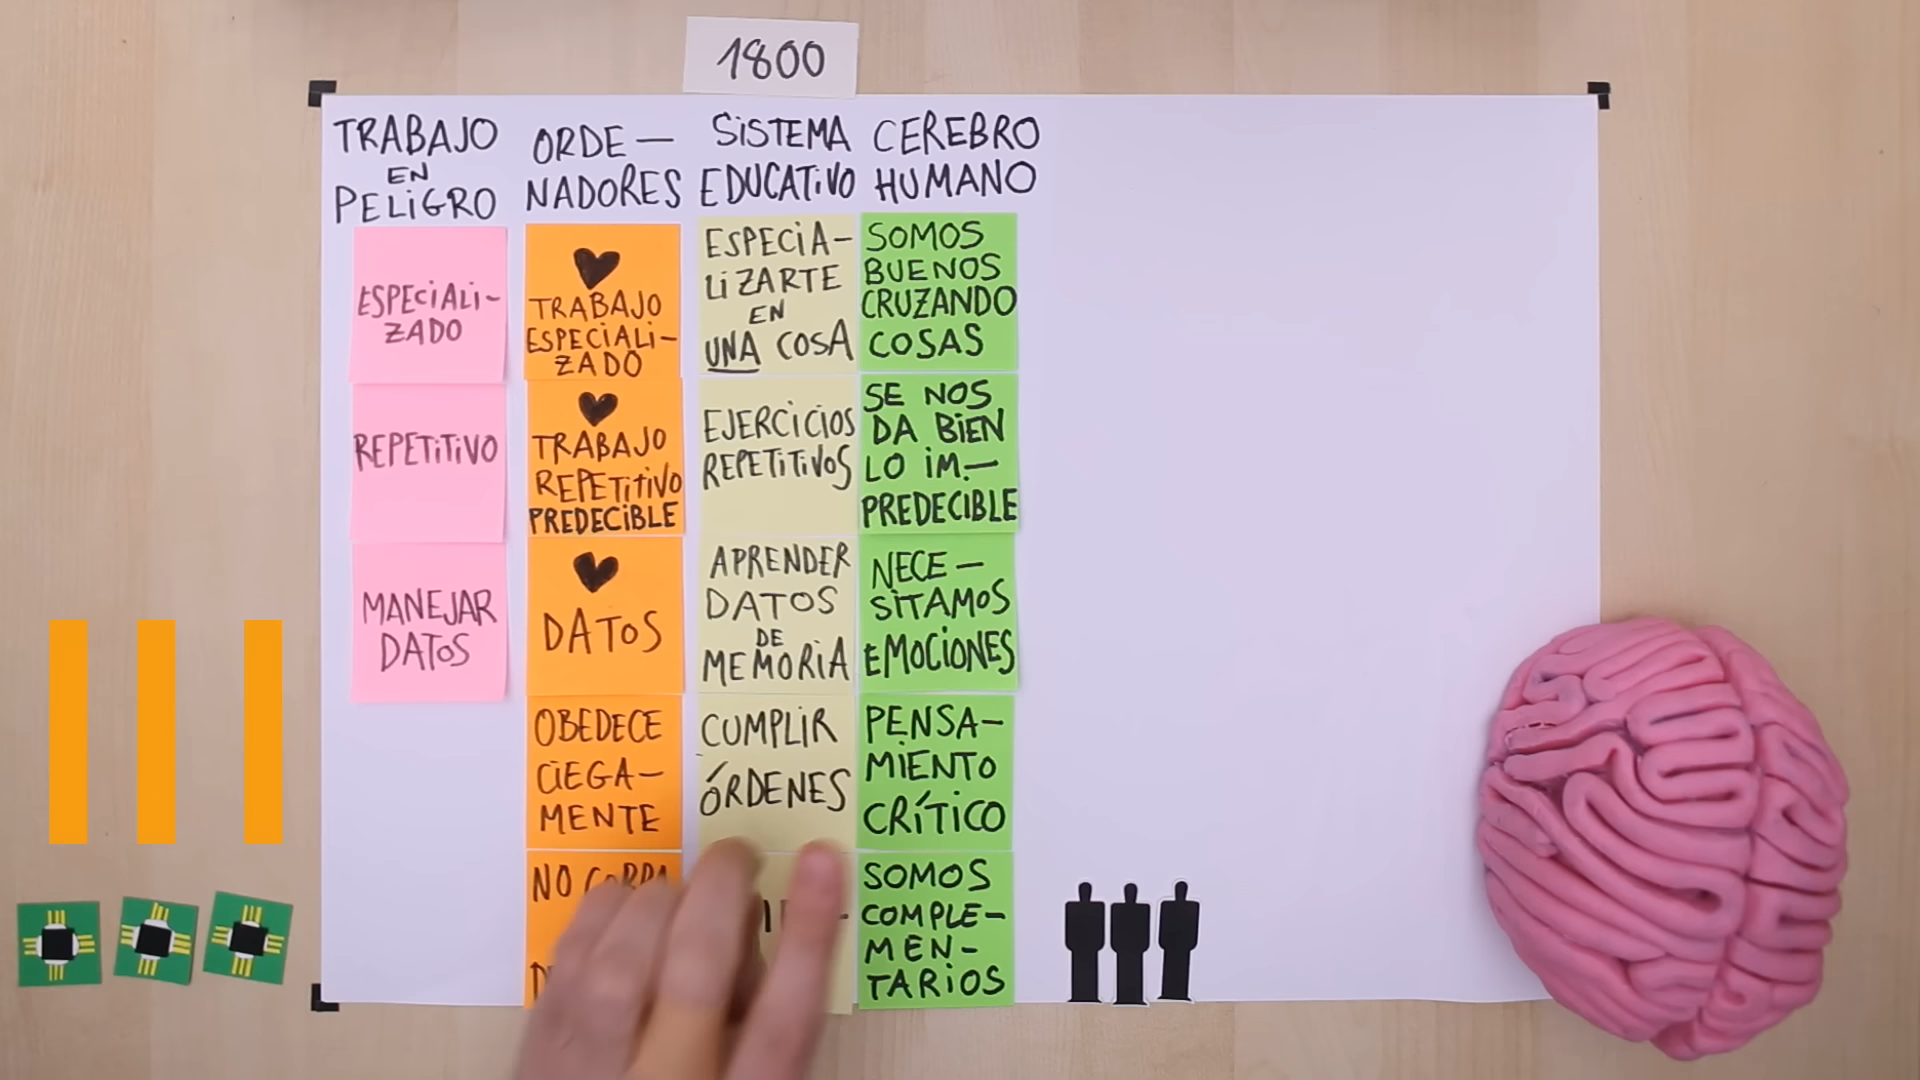 1800
TRABAJO
EN
PELiGRO
ESPECiALi-
ZADO
REPETiTiVO
MANEJAR
DATOS
ORDE-
NADORES
TRABAJO
ESPECiALi-
ZADO
TRABAJO
REPETitiVO
PREDECiBLE
DATOS
OBEDECE
CIEGA-
MENTE
NO
SiSTEMA
EDUCATiVO
ESPECiA-
LiZARTE
EN
UNA COSA
EJERCiCiOS
REPETiTiVOS
APRENDER
DATOS
DE
MEMORiA
CUMPLiR
ÓRDENES
CEREBRO
HUMANO
SOMOS
BUENOS
CRUZANDO
COSAS
SE NOS
DA BiEN
LO iM-
PREDECIBLE
NECE-
SiTAMOS
EMOCiONES
PENSA-
MiENTO
CRÍTiCO
SOMOS
COMPLE-
MEN-
TARiOS